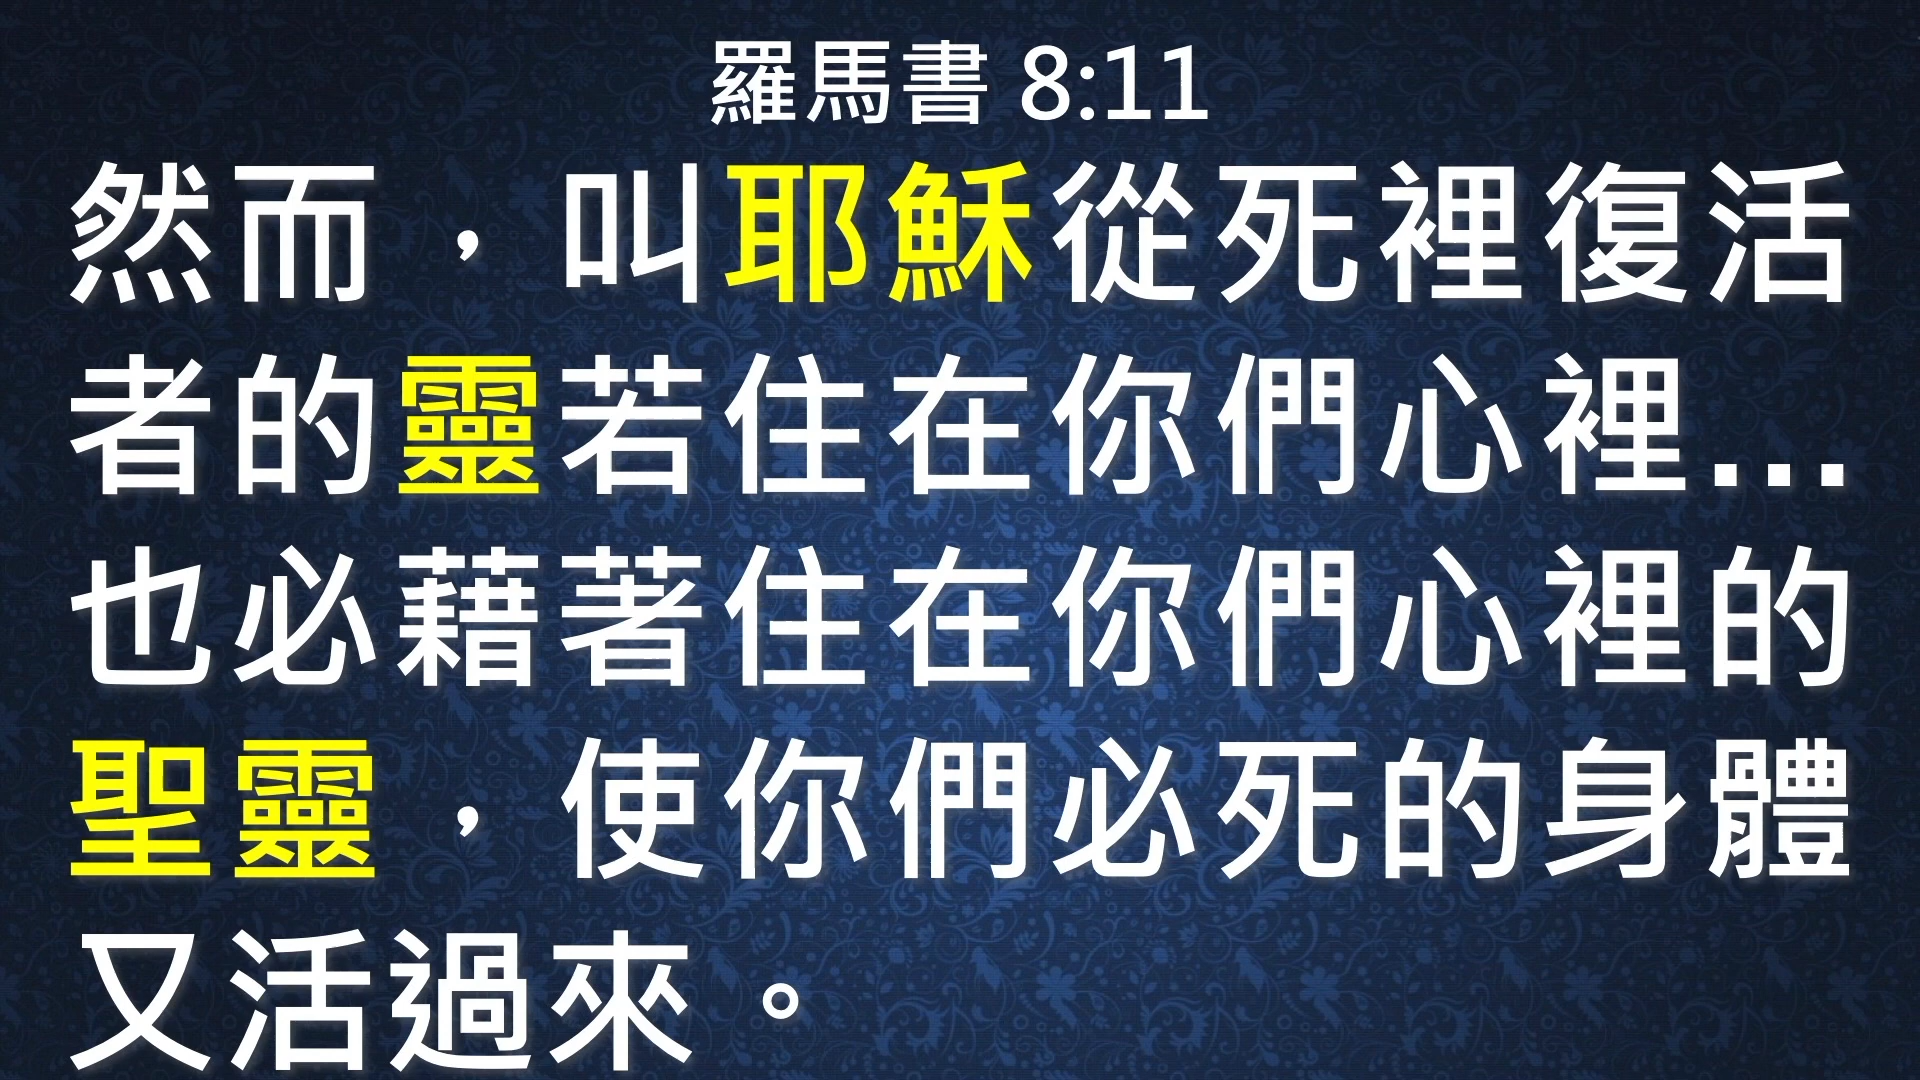 羅馬書 8:11
然而，叫耶穌從死裡復活
者的靈若住在你們心裡...
也必藉著住在你們心裡的
聖靈，使你們必死的身體
又活過來。